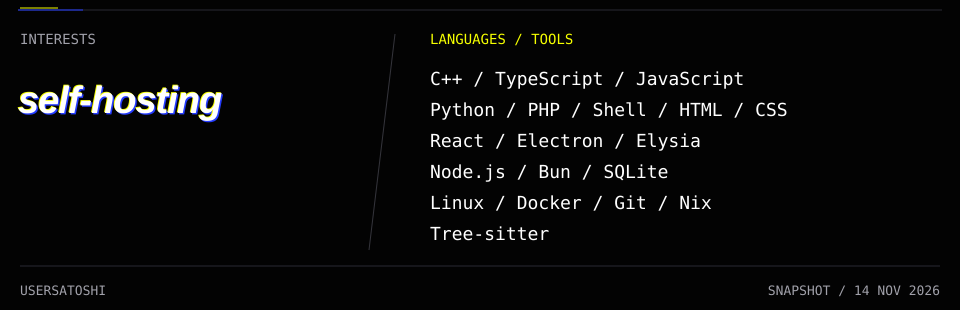 INTERESTS
self-hosting
LANGUAGES / TOOLS
C++ / TypeScript / JavaScript
Python / PHP / Shell / HTML / CSS
React / Electron / Elysia
Node.js / Bun / SQLite
Linux / Docker / Git / Nix
Tree-sitter
USERSATOSHI
SNAPSHOT / 14 NOV 2026